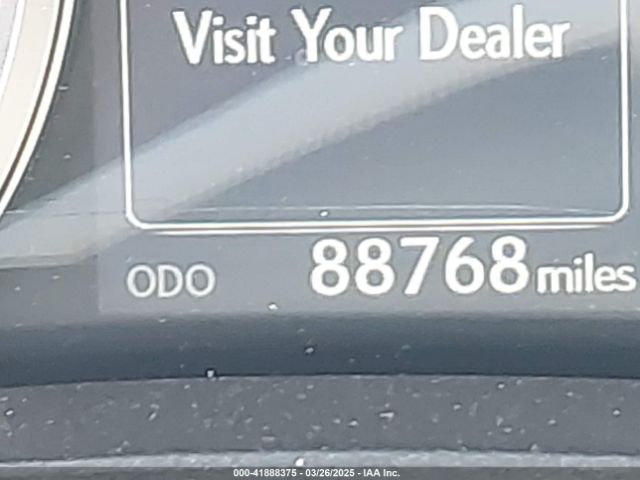 Visit Your Dealer
ODO 88768 miles
000-41888375 - 03/26/2025 - IAA Inc.